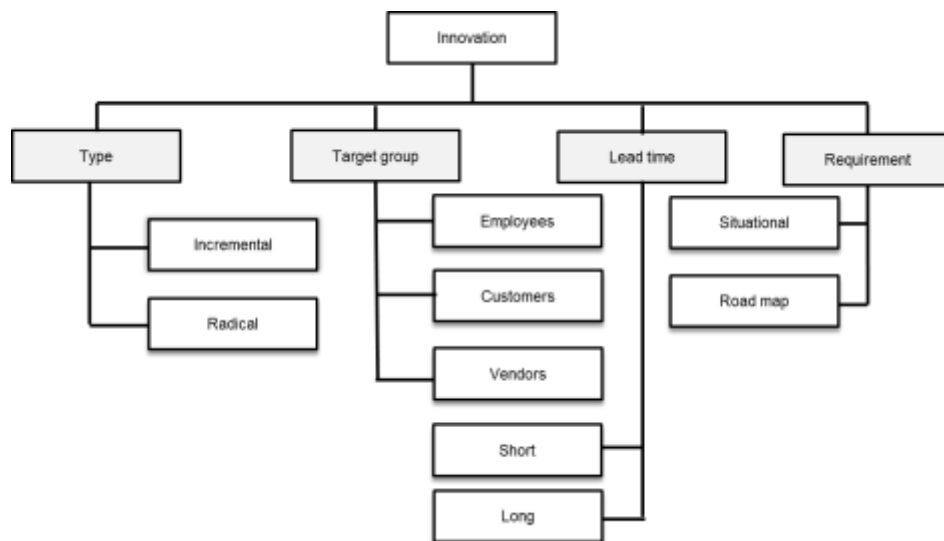 Innovation
Type
Target group
Lead time
Requirement
Incremental
Radical
Employees
Customers
Vendors
Short
Long
Situational
Road map